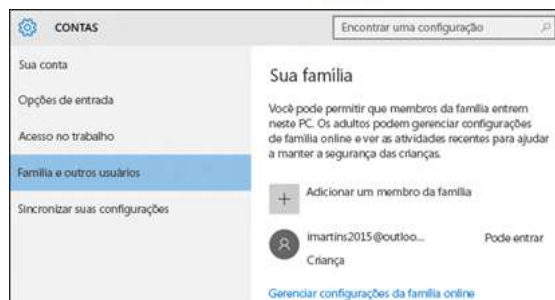 CONTAS
Encontrar uma configuração
Sua conta
Opções de entrada
Acesso no trabalho
Família e outros usuários
Sincronizar suas configurações
Sua família
Você pode permitir que membros da família entrem
neste PC. Os adultos podem gerenciar configurações
de família online e ver as atividades recentes para ajudar
a manter a segurança das crianças.
Adicionar um membro da família
imartins2015@outloo... Pode entrar
Criança
Gerenciar configurações da família online